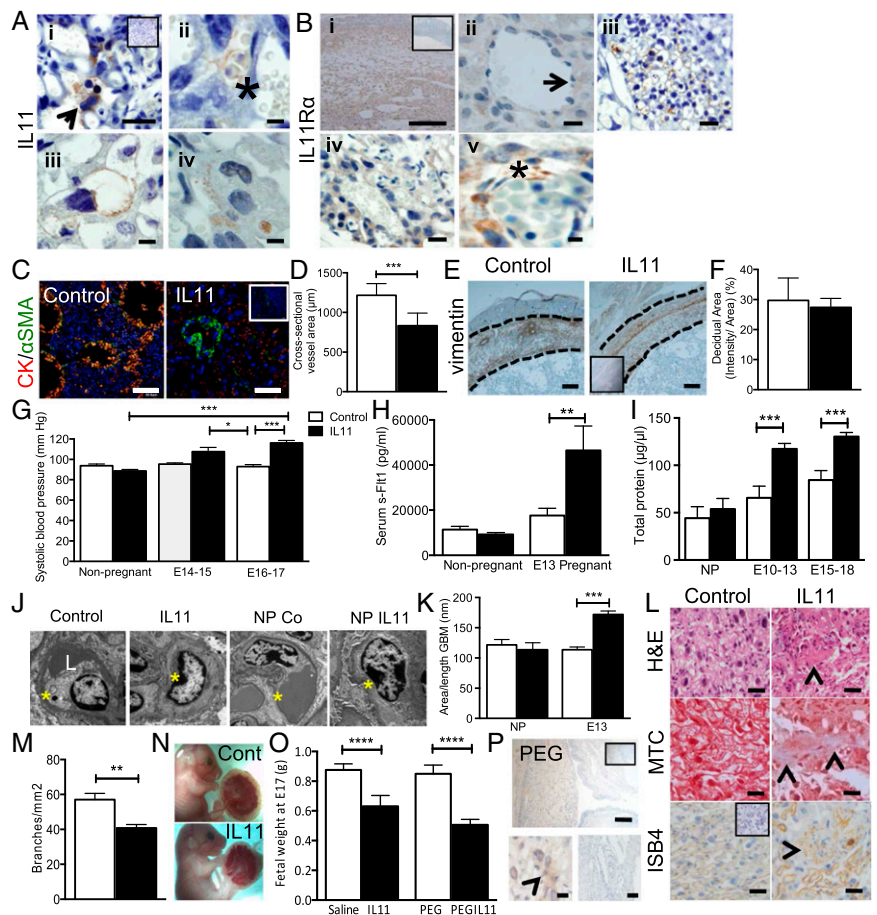 A
i
ii
*
IL11
iii
iv
B
i
ii
iii
*
IL11Rα
iv
v
C
Control
IL11
CK/αSMA
D
***
1500
1000
500
0
Cross-sectional
vessel area (μm)
E
Control
IL11
vimentin
F
40
30
20
10
0
Decidual Area
(Intensity/ Area) (%)
G
***
*
***
Control
IL11
120
100
80
60
40
20
0
Systolic blood pressure (mm Hg)
Non-pregnant
E14-15
E16-17
H
**
60000
40000
20000
0
Serum s-Flt1 (pg/ml)
Non-pregnant
E13 Pregnant
I
***
***
150
100
50
0
Total protein (μg/μl)
NP
E10-13
E15-18
J
Control
IL11
NP Co
NP IL11
L
*
*
*
*
K
***
200
150
100
50
0
Area/length GBM (nm)
NP
E13
L
Control
IL11
H&E
MTC
ISB4
M
**
80
60
40
20
0
Branches/mm2
N
Cont
IL11
O
****
****
1.0
0.8
0.6
0.4
0.2
0.0
Fetal weight at E17 (g)
Saline
IL11
PEG
PEGIL11
P
PEG